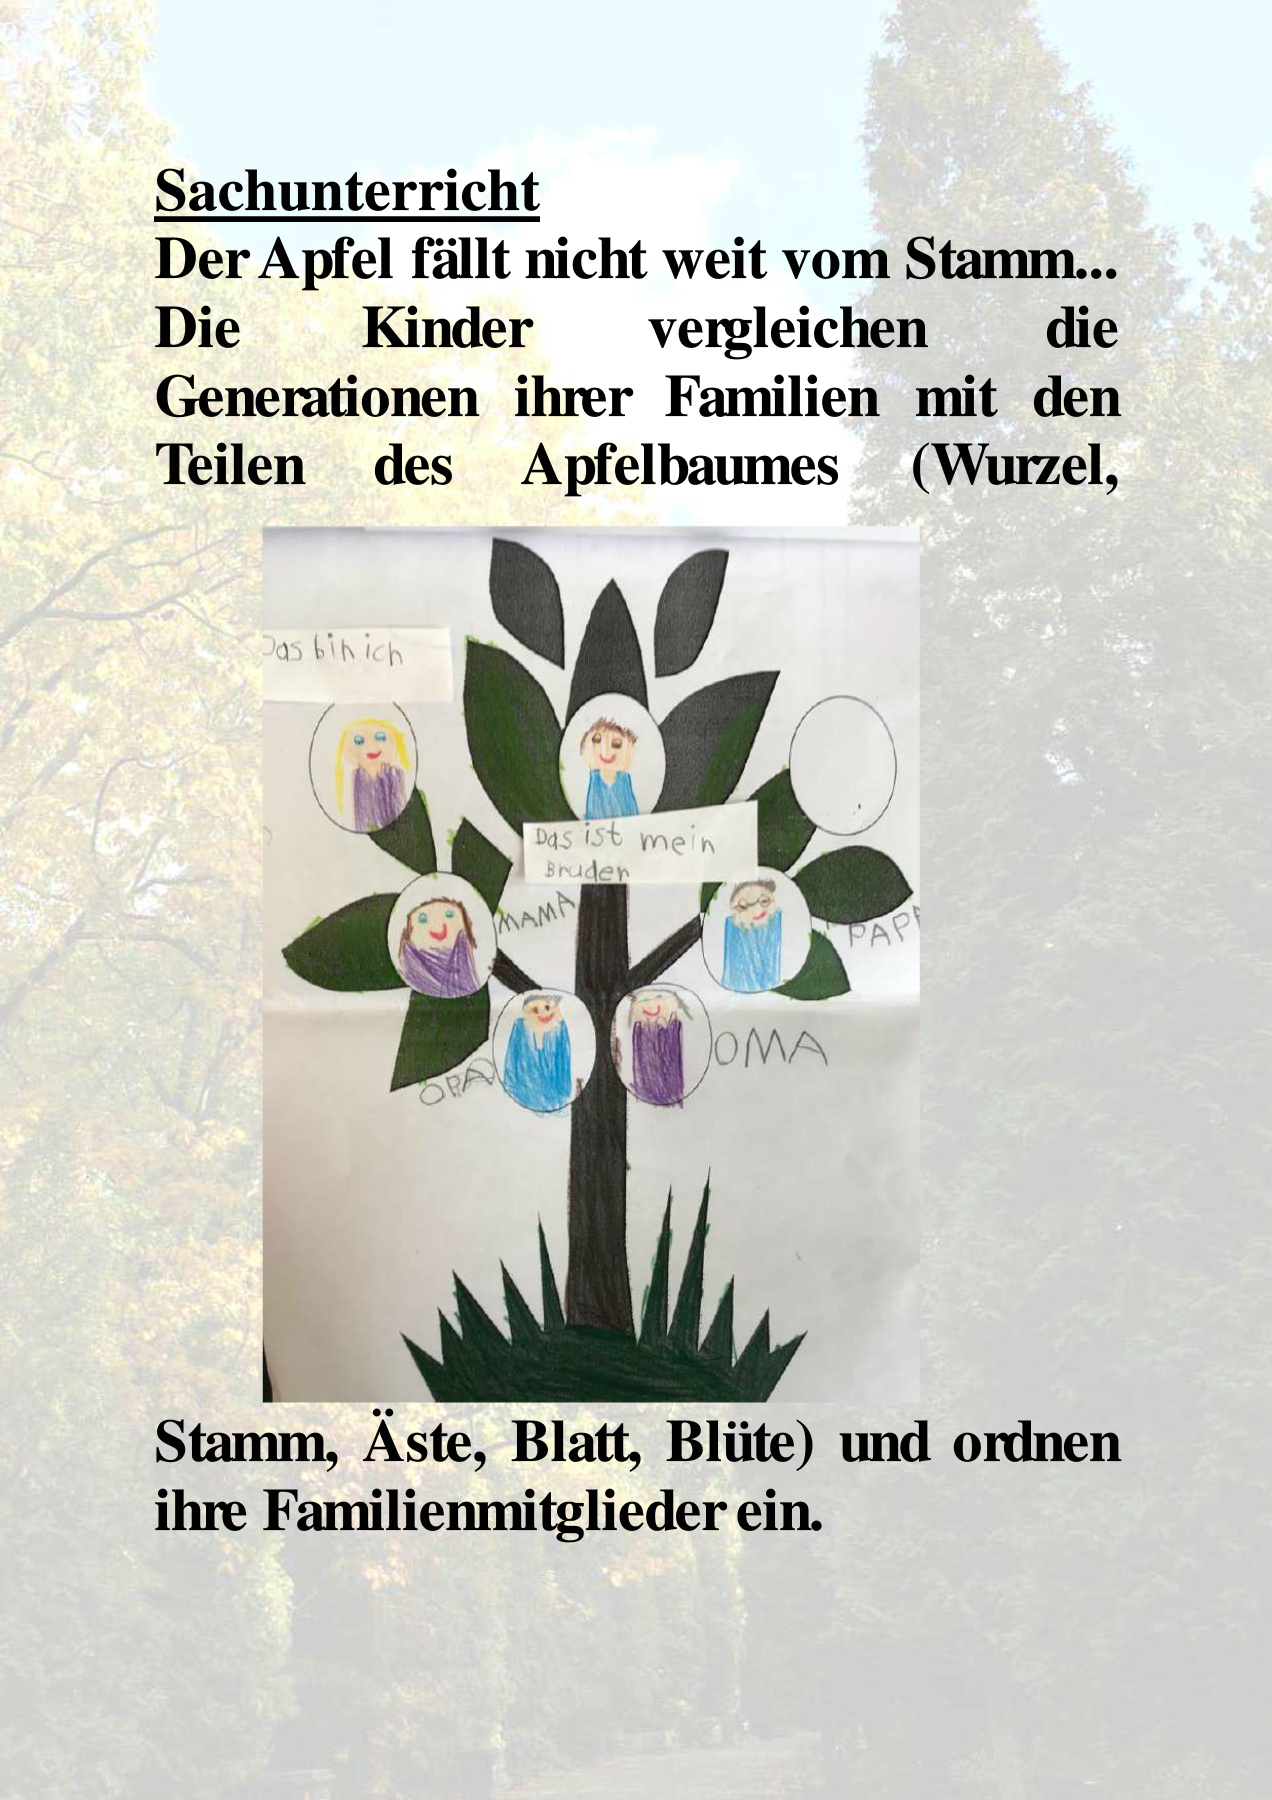 Sachunterricht
Der Apfel fällt nicht weit vom Stamm...
Die Kinder vergleichen die
Generationen ihrer Familien mit den
Teilen des Apfelbaumes (Wurzel,
Das bin ich
Das ist mein
Bruder
MAMA
PAPA
OPA
OMA
Stamm, Äste, Blatt, Blüte) und ordnen
ihre Familienmitglieder ein.